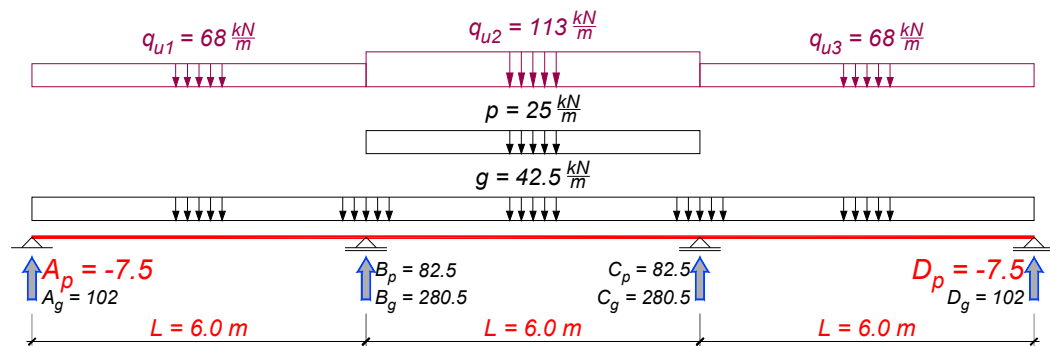 q_u1 = 68 kN/m
q_u2 = 113 kN/m
q_u3 = 68 kN/m
p = 25 kN/m
g = 42.5 kN/m
A_p = -7.5
A_g = 102
B_p = 82.5
B_g = 280.5
C_p = 82.5
C_g = 280.5
D_p = -7.5
D_g = 102
L = 6.0 m
L = 6.0 m
L = 6.0 m